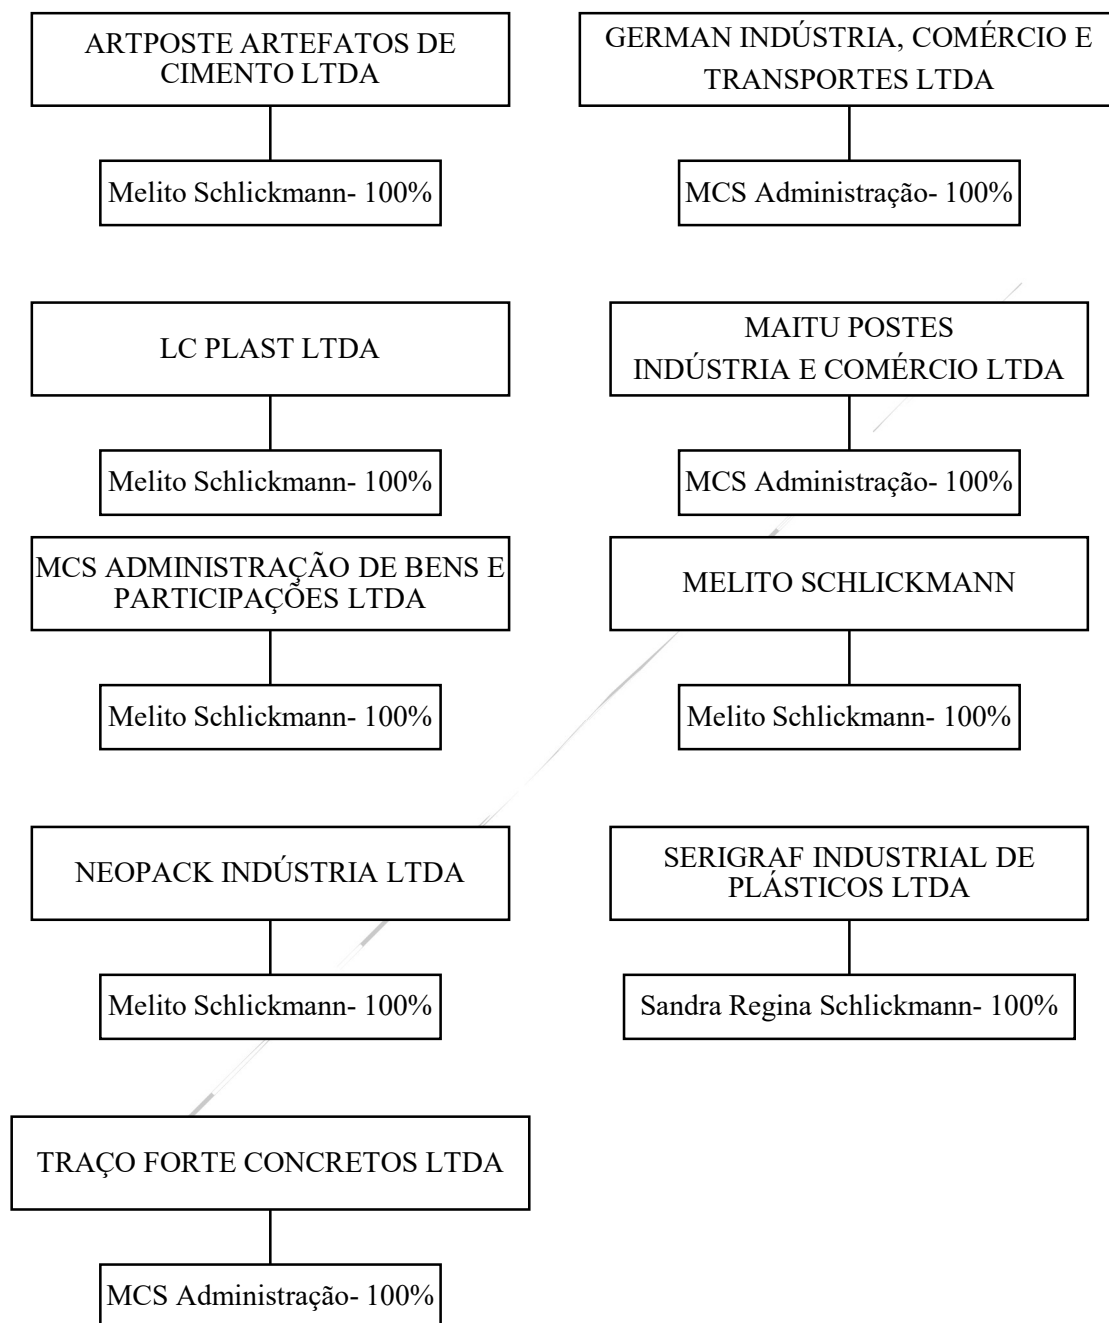 ARTPOSTE ARTEFATOS DE
CIMENTO LTDA
Melito Schlickmann- 100%
GERMAN INDÚSTRIA, COMÉRCIO E
TRANSPORTES LTDA
MCS Administração- 100%
LC PLAST LTDA
Melito Schlickmann- 100%
MAITU POSTES
INDÚSTRIA E COMÉRCIO LTDA
MCS Administração- 100%
MCS ADMINISTRAÇÃO DE BENS E
PARTICIPAÇÕES LTDA
Melito Schlickmann- 100%
MELITO SCHLICKMANN
Melito Schlickmann- 100%
NEOPACK INDÚSTRIA LTDA
Melito Schlickmann- 100%
SERIGRAF INDUSTRIAL DE
PLÁSTICOS LTDA
Sandra Regina Schlickmann- 100%
TRAÇO FORTE CONCRETOS LTDA
MCS Administração- 100%